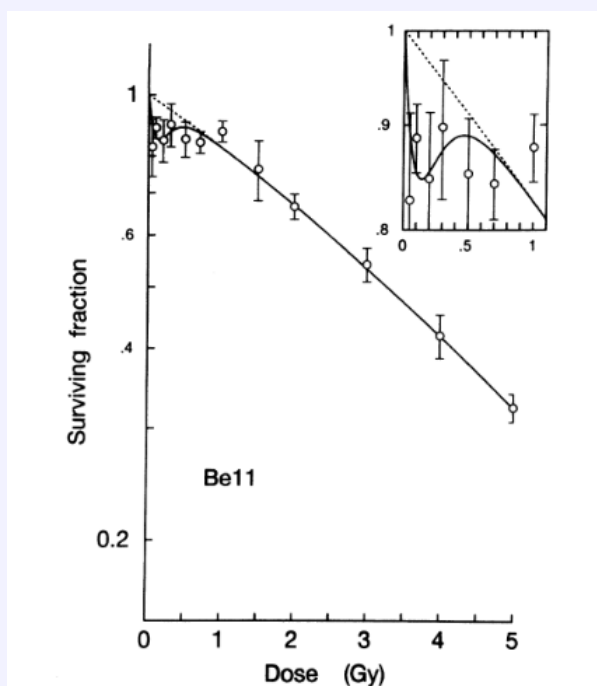 1
.9
.8
0 .5 1
1
.6
.4
0.2
Surviving fraction
Be11
0 1 2 3 4 5
Dose (Gy)